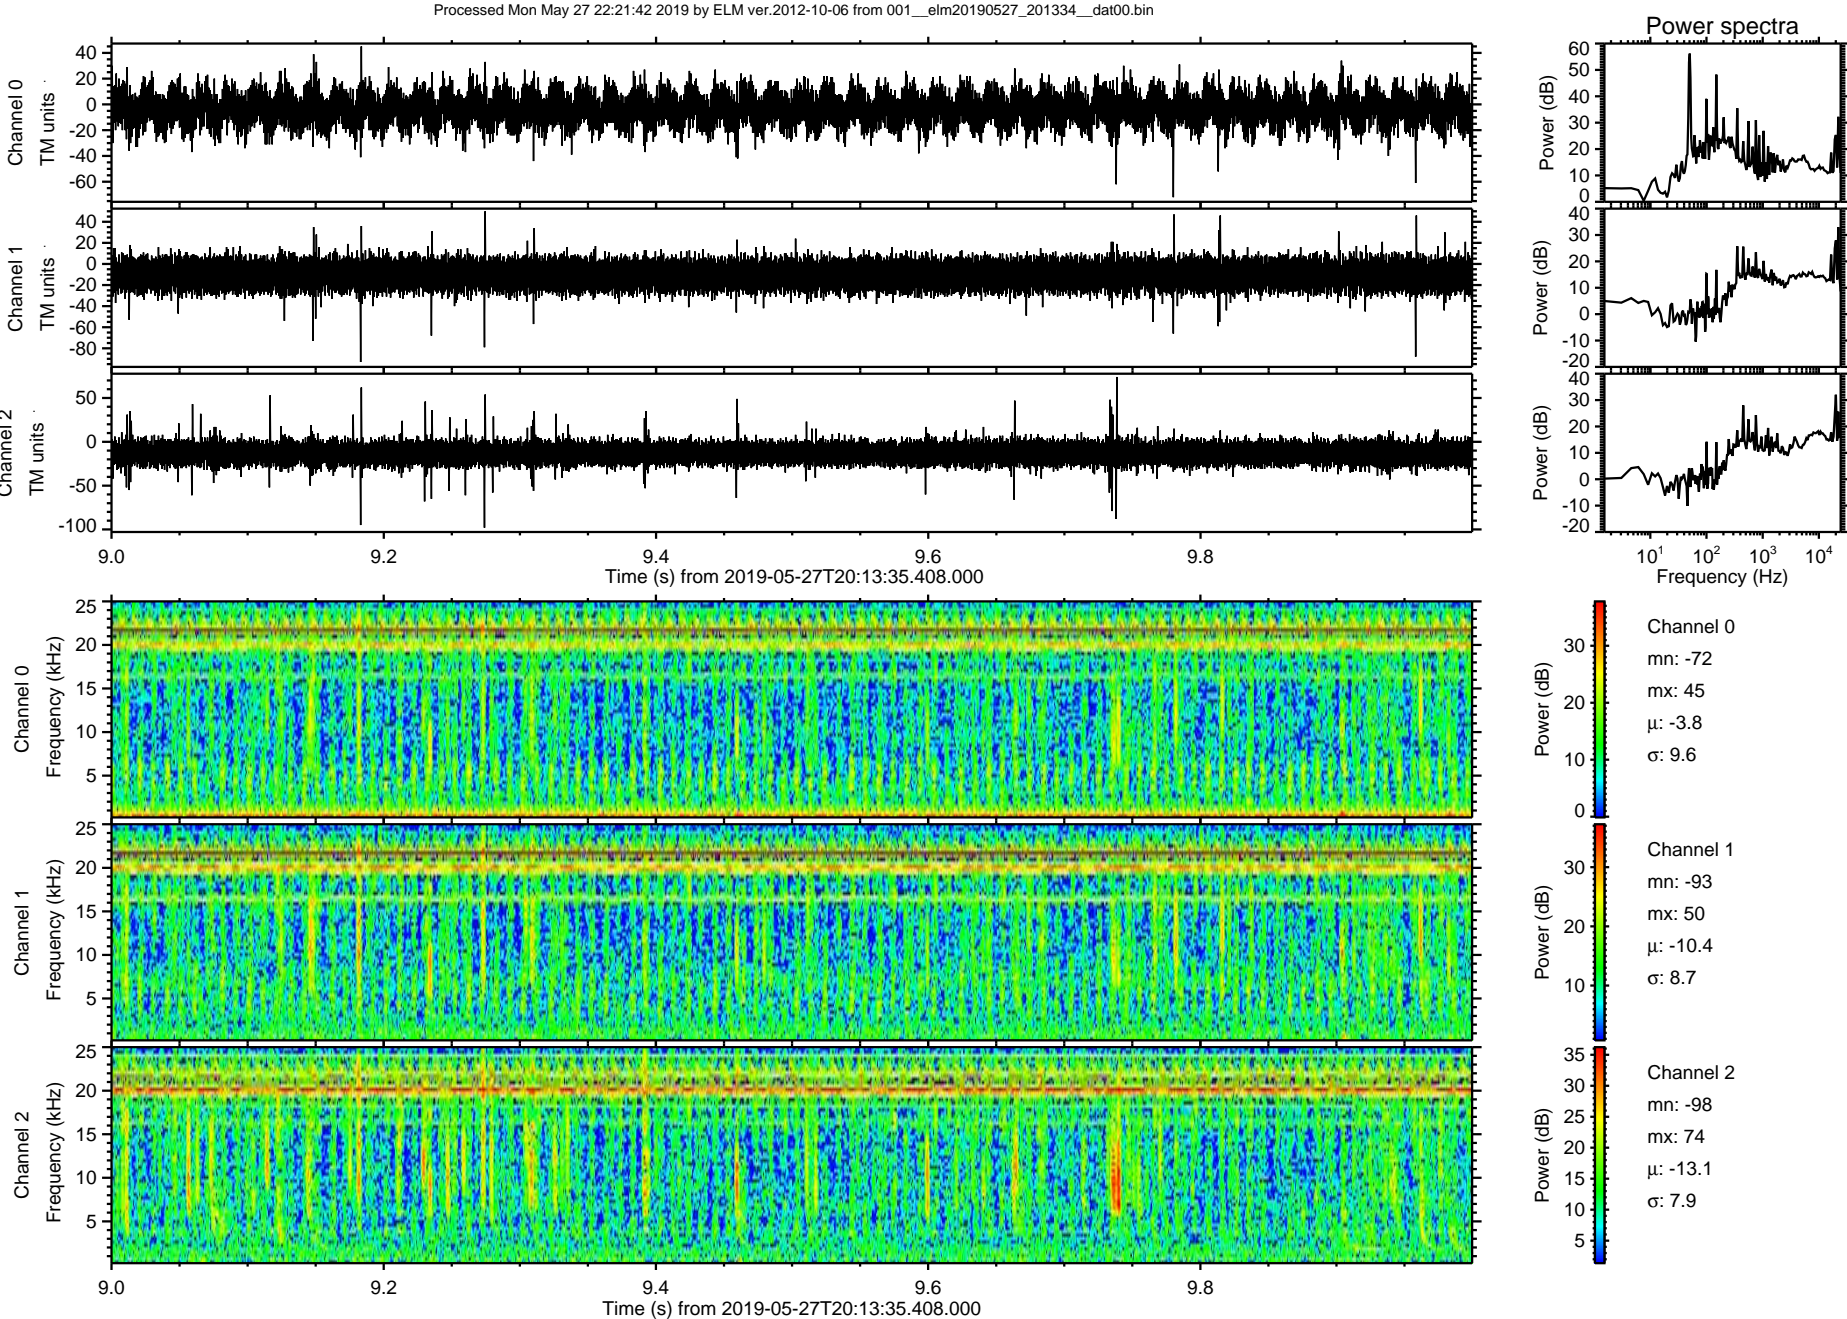 Processed Mon May 27 22:21:42 2019 by ELM ver.2012-10-06 from 001__elm20190527_201334__dat00.bin
Power spectra
Channel 0
TM units
40
20
0
-20
-40
-60
Power (dB)
60
50
40
30
20
10
0
Channel 1
TM units
40
20
0
-20
-40
-60
-80
Power (dB)
40
30
20
10
0
-10
-20
Channel 2
TM units
50
0
-50
-100
Power (dB)
40
30
20
10
0
-10
-20
9.0 9.2 9.4 9.6 9.8
Time (s) from 2019-05-27T20:13:35.408.000
10¹ 10² 10³ 10⁴
Frequency (Hz)
Channel 0
Frequency (kHz)
25
20
15
10
5
Power (dB)
30
20
10
0
Channel 0
mn: -72
mx: 45
μ: -3.8
σ: 9.6
Channel 1
Frequency (kHz)
25
20
15
10
5
Power (dB)
30
20
10
Channel 1
mn: -93
mx: 50
μ: -10.4
σ: 8.7
Channel 2
Frequency (kHz)
25
20
15
10
5
Power (dB)
35
30
25
20
15
10
5
Channel 2
mn: -98
mx: 74
μ: -13.1
σ: 7.9
9.0 9.2 9.4 9.6 9.8
Time (s) from 2019-05-27T20:13:35.408.000